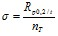 σ = R_{p0,2/t} / n_T